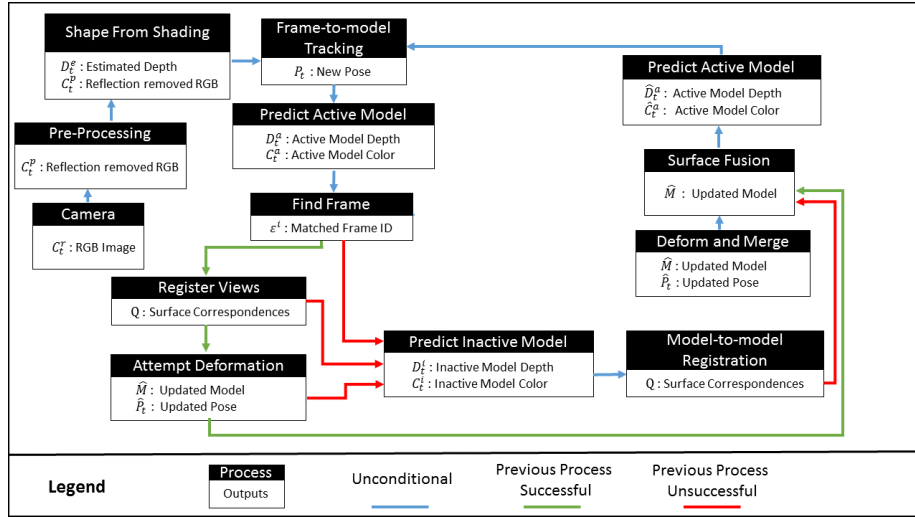 Shape From Shading
D_t^e : Estimated Depth
C_t^p : Reflection removed RGB
Frame-to-model
Tracking
P_t : New Pose
Predict Active Model
D̂_t^a : Active Model Depth
Ĉ_t^a : Active Model Color
Pre-Processing
C_t^p : Reflection removed RGB
Predict Active Model
D_t^a : Active Model Depth
C_t^a : Active Model Color
Surface Fusion
M̂ : Updated Model
Camera
C_t^r : RGB Image
Find Frame
ε^i : Matched Frame ID
Deform and Merge
M̂ : Updated Model
P̂_t : Updated Pose
Register Views
Q : Surface Correspondences
Attempt Deformation
M̂ : Updated Model
P̂_t : Updated Pose
Predict Inactive Model
D_t^i : Inactive Model Depth
C_t^i : Inactive Model Color
Model-to-model
Registration
Q : Surface Correspondences
Legend
Process
Outputs
Unconditional
Previous Process
Successful
Previous Process
Unsuccessful